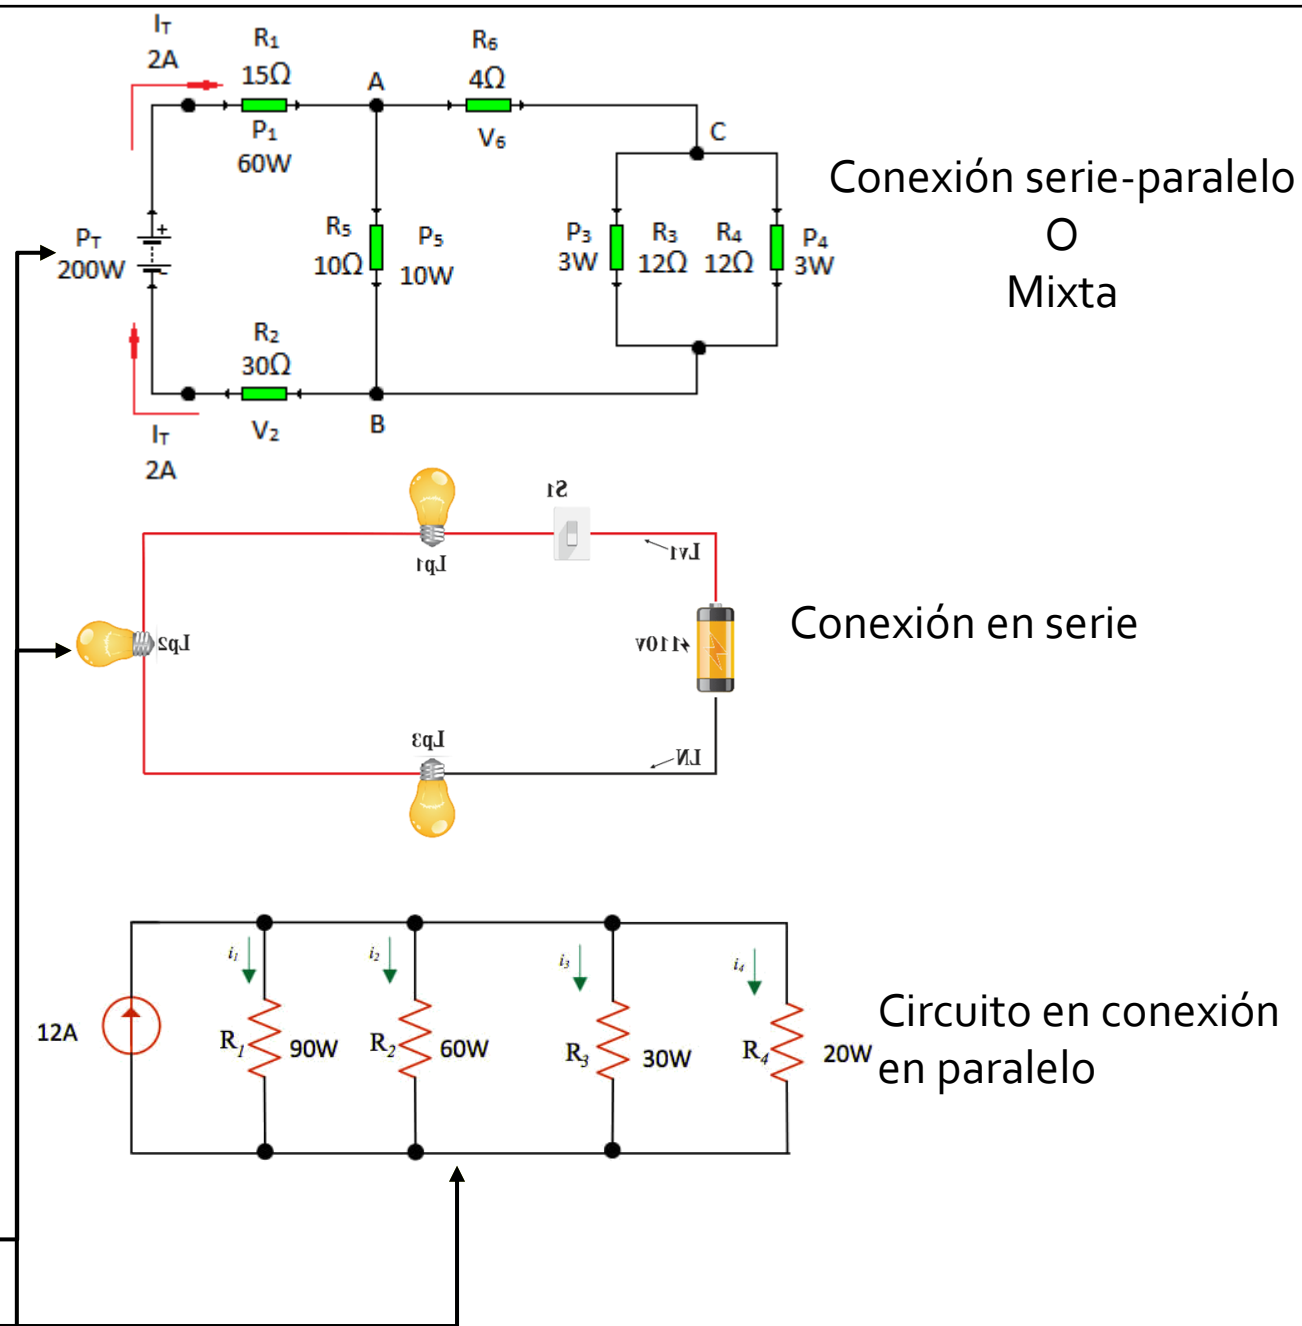 I_T
2A
R₁
15Ω
P₁
60W
A
R₆
4Ω
V₆
C
Conexión serie-paralelo
O
Mixta
P_T
200W
+
-
R₅
10Ω
P₅
10W
P₃
3W
R₃
12Ω
R₄
12Ω
P₄
3W
R₂
30Ω
V₂
B
I_T
2A
S1
Lp1
Lv1
Lp2
110v
Conexión en serie
Lp3
LN
i₁
i₂
i₃
i₄
12A
R₁
90W
R₂
60W
R₃
30W
R₄
20W
Circuito en conexión
en paralelo